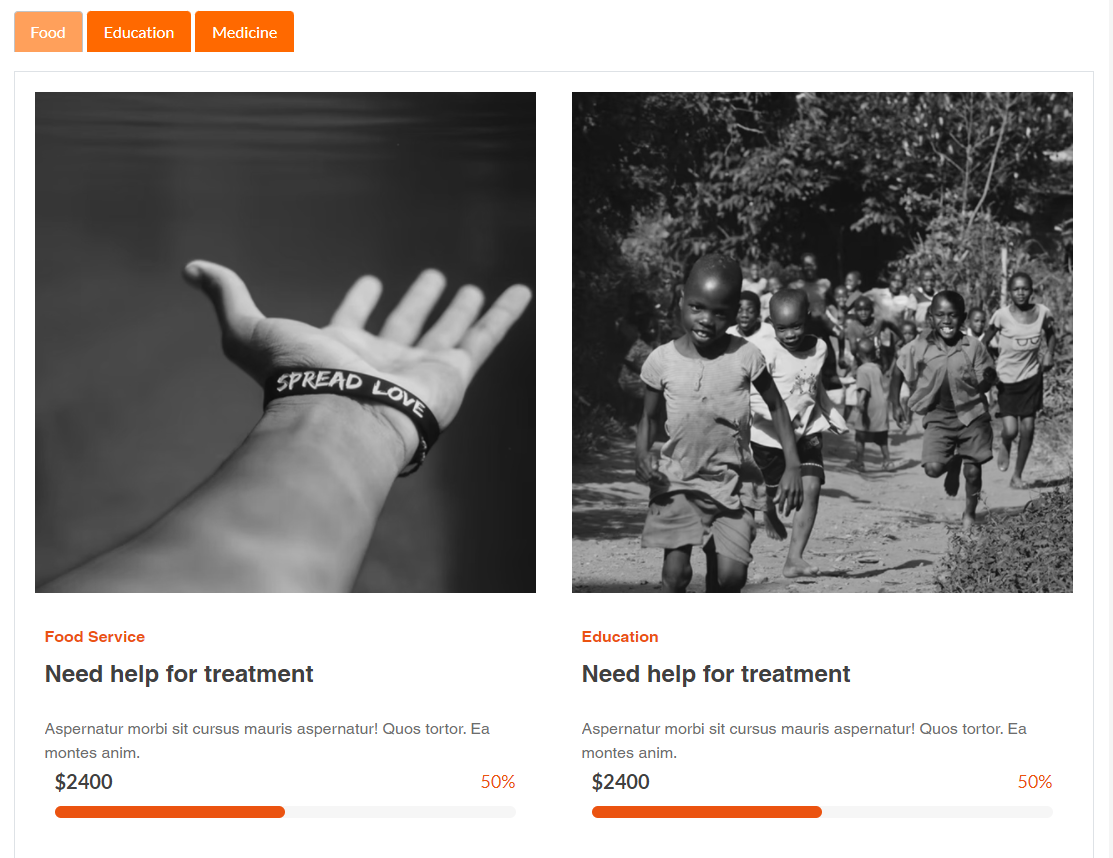 Food Education Medicine
SPREAD LOVE
Food Service
Need help for treatment
Aspernatur morbi sit cursus mauris aspernatur! Quos tortor. Ea
montes anim.
$2400 50%
Education
Need help for treatment
Aspernatur morbi sit cursus mauris aspernatur! Quos tortor. Ea
montes anim.
$2400 50%